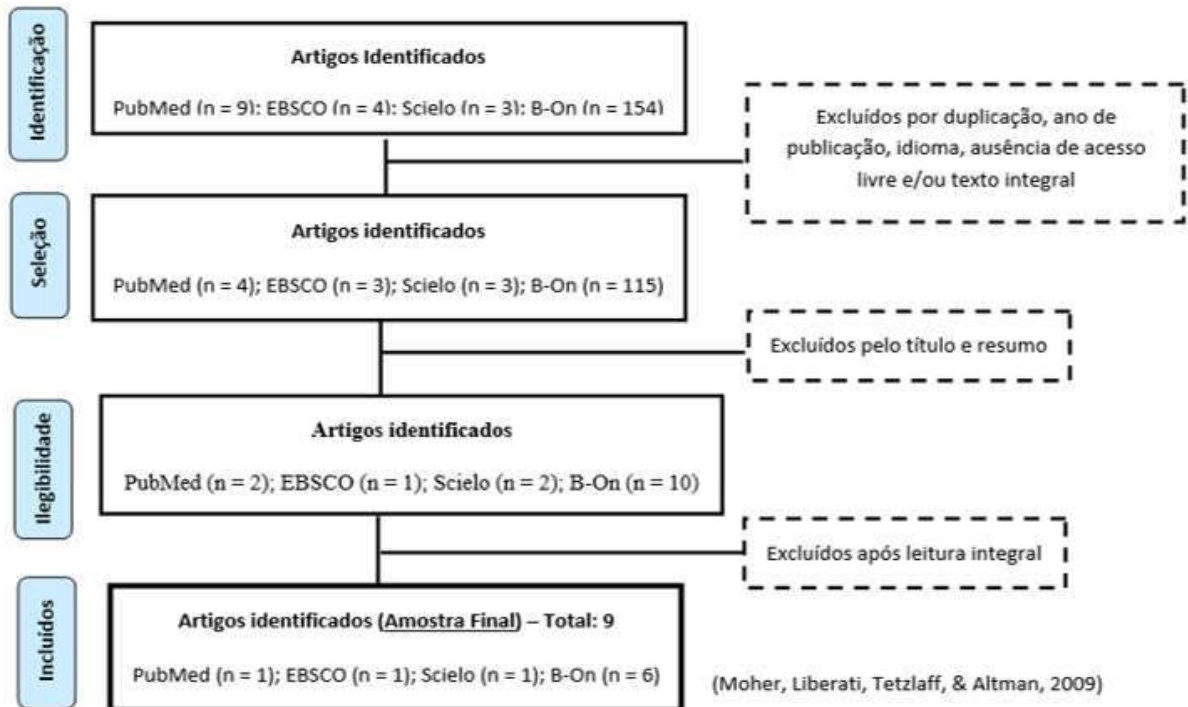 Identificação
Artigos Identificados
PubMed (n = 9); EBSCO (n = 4); Scielo (n = 3); B-On (n = 154)
Excluídos por duplicação, ano de
publicação, idioma, ausência de acesso
livre e/ou texto integral
Seleção
Artigos identificados
PubMed (n = 4); EBSCO (n = 3); Scielo (n = 3); B-On (n = 115)
Excluídos pelo título e resumo
Ilegibilidade
Artigos identificados
PubMed (n = 2); EBSCO (n = 1); Scielo (n = 2); B-On (n = 10)
Excluídos após leitura integral
Incluídos
Artigos identificados (Amostra Final) – Total: 9
PubMed (n = 1); EBSCO (n = 1); Scielo (n = 1); B-On (n = 6)
(Moher, Liberati, Tetzlaff, & Altman, 2009)